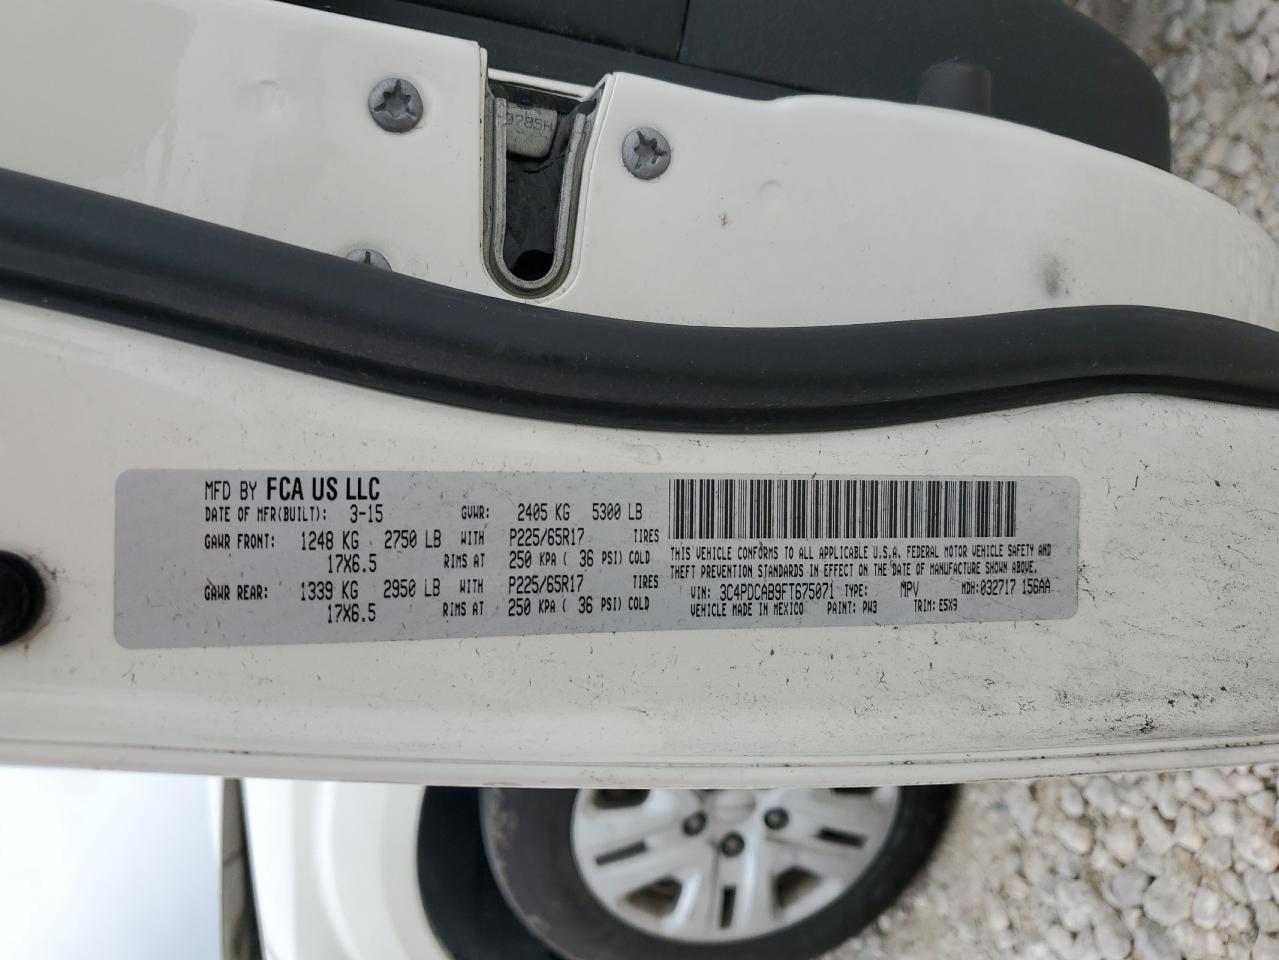 9785H
MFD BY FCA US LLC
DATE OF MFR(BUILT): 3-15 GVWR: 2405 KG 5300 LB
GAWR FRONT: 1248 KG 2750 LB WITH P225/65R17 TIRES
17X6.5 RIMS AT 250 KPA ( 36 PSI) COLD
GAWR REAR: 1339 KG 2950 LB WITH P225/65R17 TIRES
17X6.5 RIMS AT 250 KPA ( 36 PSI) COLD
THIS VEHICLE CONFORMS TO ALL APPLICABLE U.S.A. FEDERAL MOTOR VEHICLE SAFETY AND
THEFT PREVENTION STANDARDS IN EFFECT ON THE DATE OF MANUFACTURE SHOWN ABOVE.
VIN: 3C4PDCAB9FT675071 TYPE: MPV MDH:032717 156AA
VEHICLE MADE IN MEXICO PAINT: PW3 TRIM: E5X9